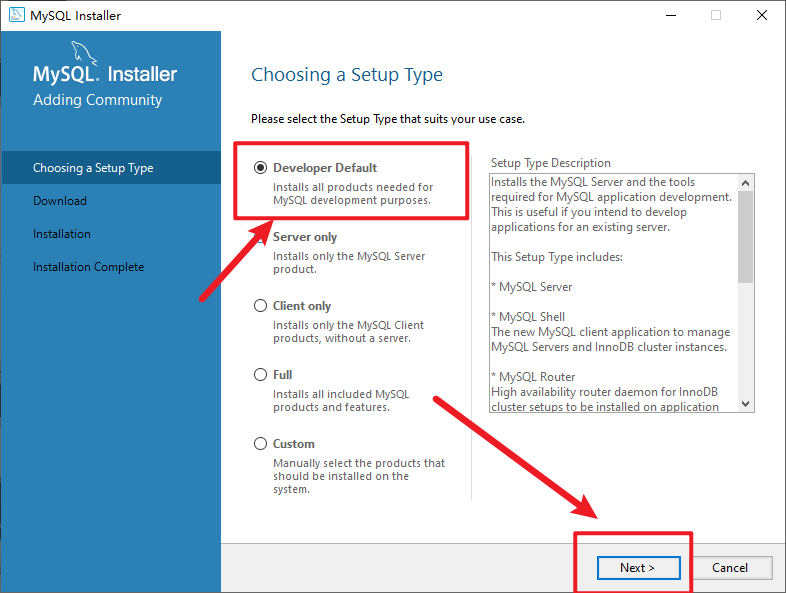 MySQL Installer
MySQL. Installer
Adding Community
Choosing a Setup Type
Download
Installation
Installation Complete
Choosing a Setup Type
Please select the Setup Type that suits your use case.
Developer Default
Installs all products needed for
MySQL development purposes.
Server only
Installs only the MySQL Server
product.
Client only
Installs only the MySQL Client
products, without a server.
Full
Installs all included MySQL
products and features.
Custom
Manually select the products that
should be installed on the
system.
Setup Type Description
Installs the MySQL Server and the tools
required for MySQL application development.
This is useful if you intend to develop
applications for an existing server.
This Setup Type includes:
* MySQL Server
* MySQL Shell
The new MySQL client application to manage
MySQL Servers and InnoDB cluster instances.
* MySQL Router
High availability router daemon for InnoDB
cluster setups to be installed on application
Next >
Cancel